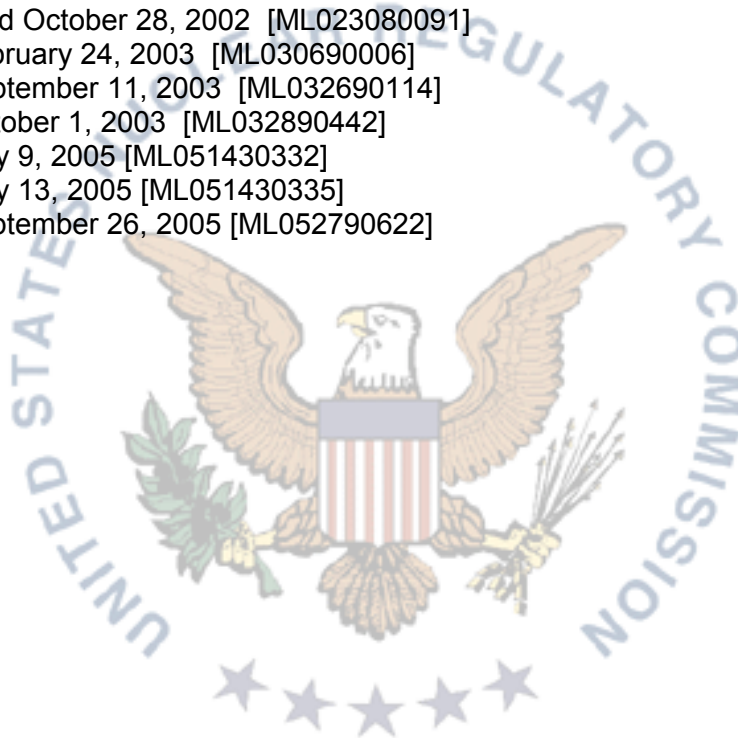 d October 28, 2002 [ML023080091]
ruary 24, 2003 [ML030690006]
tember 11, 2003 [ML032690114]
ober 1, 2003 [ML032890442]
y 9, 2005 [ML051430332]
y 13, 2005 [ML051430335]
tember 26, 2005 [ML052790622]
UNITED STATES NUCLEAR REGULATORY COMMISSION